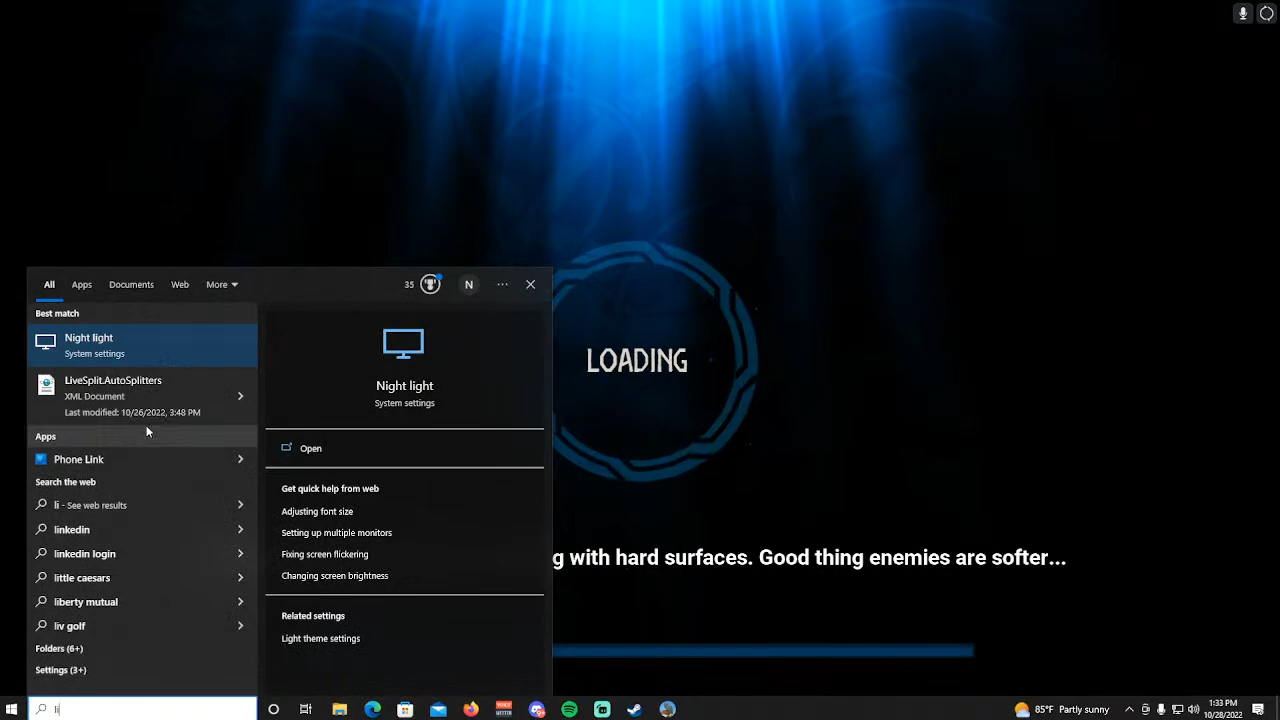 All Apps Documents Web More 35 N ...
Best match
Night light
System settings
LiveSplit.AutoSplitters
XML Document
Last modified: 10/26/2022, 3:48 PM
Apps
Phone Link
Search the web
li - See web results
linkedin
linkedin login
little caesars
liberty mutual
liv golf
Folders (6+)
Settings (3+)
Night light
System settings
Open
Get quick help from web
Adjusting font size
Setting up multiple monitors
Fixing screen flickering
Changing screen brightness
Related settings
Light theme settings
LOADING
g with hard surfaces. Good thing enemies are softer...
li
85°F Partly sunny
1:33 PM
10/28/2022